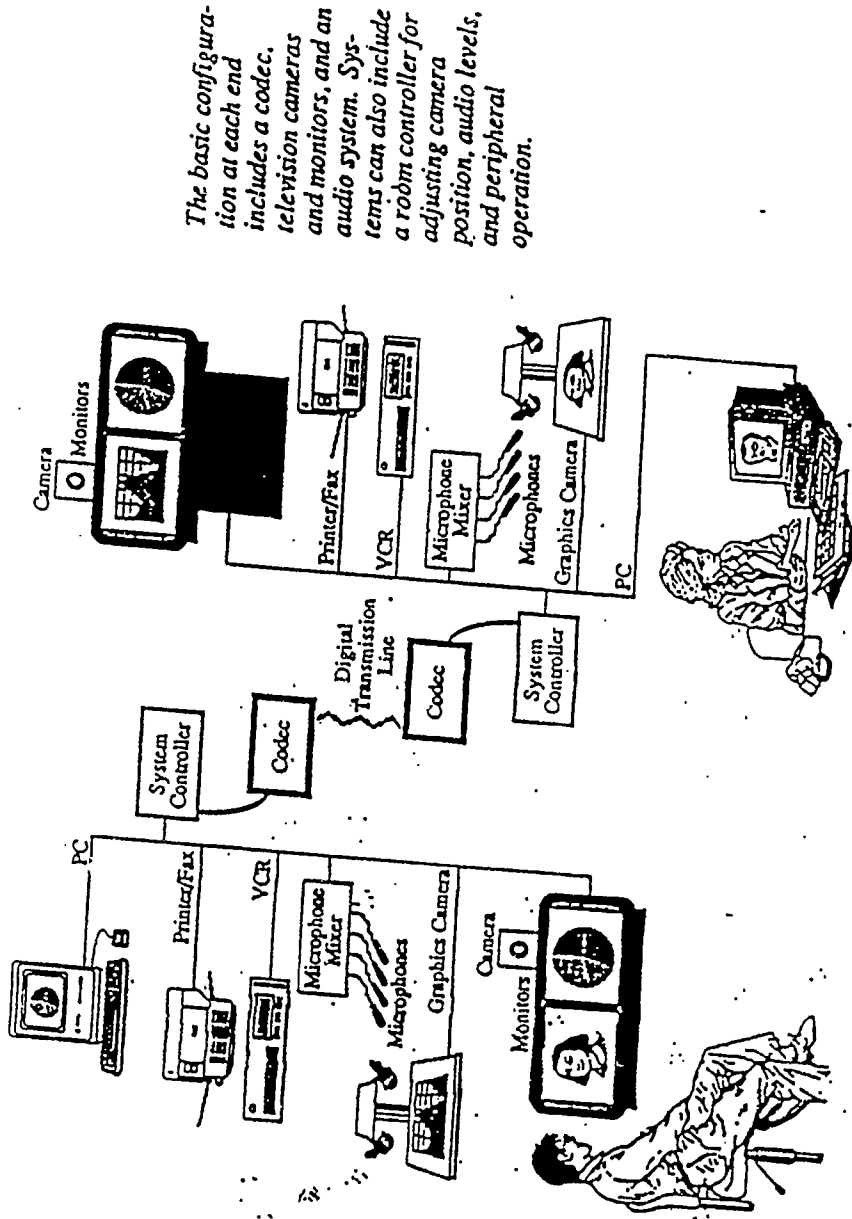 The basic configura-
tion at each end
includes a codec,
television cameras
and monitors, and an
audio system. Sys-
tems can also include
a room controller for
adjusting camera
position, audio levels,
and peripheral
operation.
Camera
Monitors
Printer/Fax
VCR
Microphone
Mixer
Microphones
Graphics Camera
PC
System
Controller
Codec
Digital
Transmission
Line
Codec
System
Controller
PC
Printer/Fax
VCR
Microphone
Mixer
Microphones
Graphics Camera
Camera
Monitors